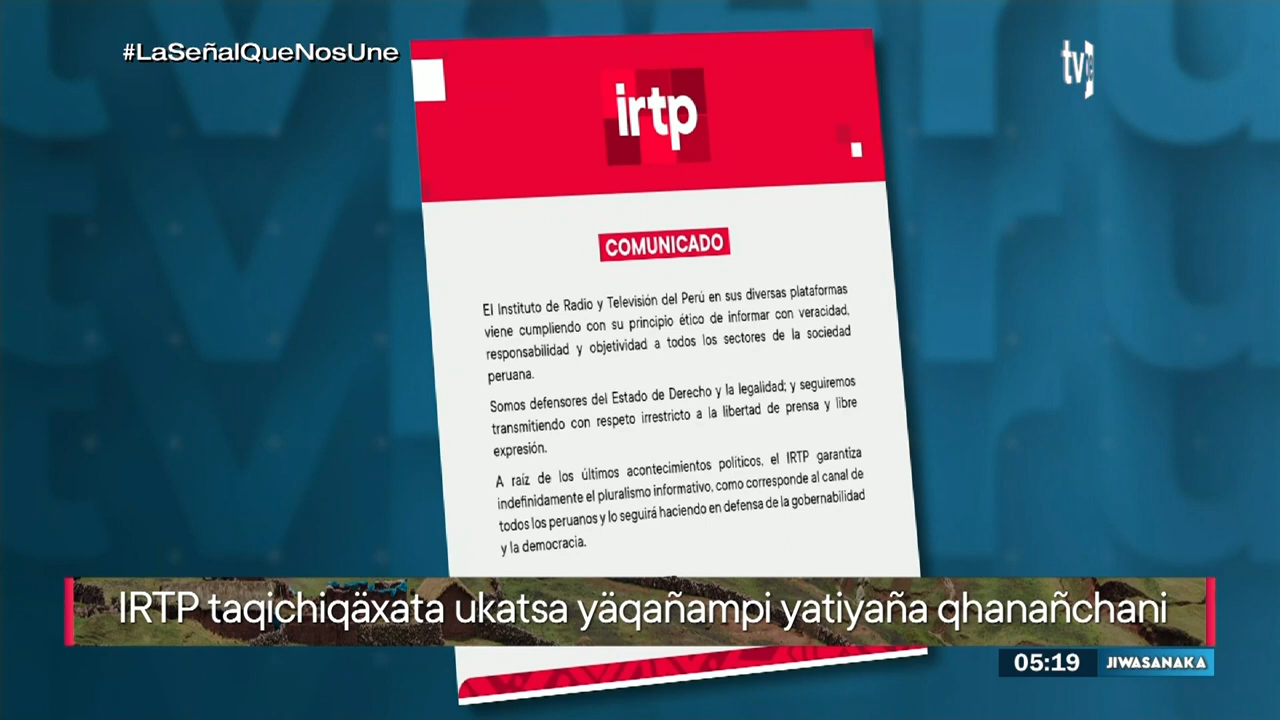 #LaSeñalQueNosUne
tv
irtp
COMUNICADO
El Instituto de Radio y Televisión del Perú en sus diversas plataformas
viene cumpliendo con su principio ético de informar con veracidad,
responsabilidad y objetividad a todos los sectores de la sociedad
peruana.
Somos defensores del Estado de Derecho y la legalidad; y seguiremos
transmitiendo con respeto irrestricto a la libertad de prensa y libre
expresión.
A raíz de los últimos acontecimientos políticos, el IRTP garantiza
indefinidamente el pluralismo informativo, como corresponde al canal de
todos los peruanos y lo seguirá haciendo en defensa de la gobernabilidad
y la democracia.
IRTP taqichiqäxata ukatsa yäqañampi yatiyaña qhanañchani
05:19 JIWASANAKA